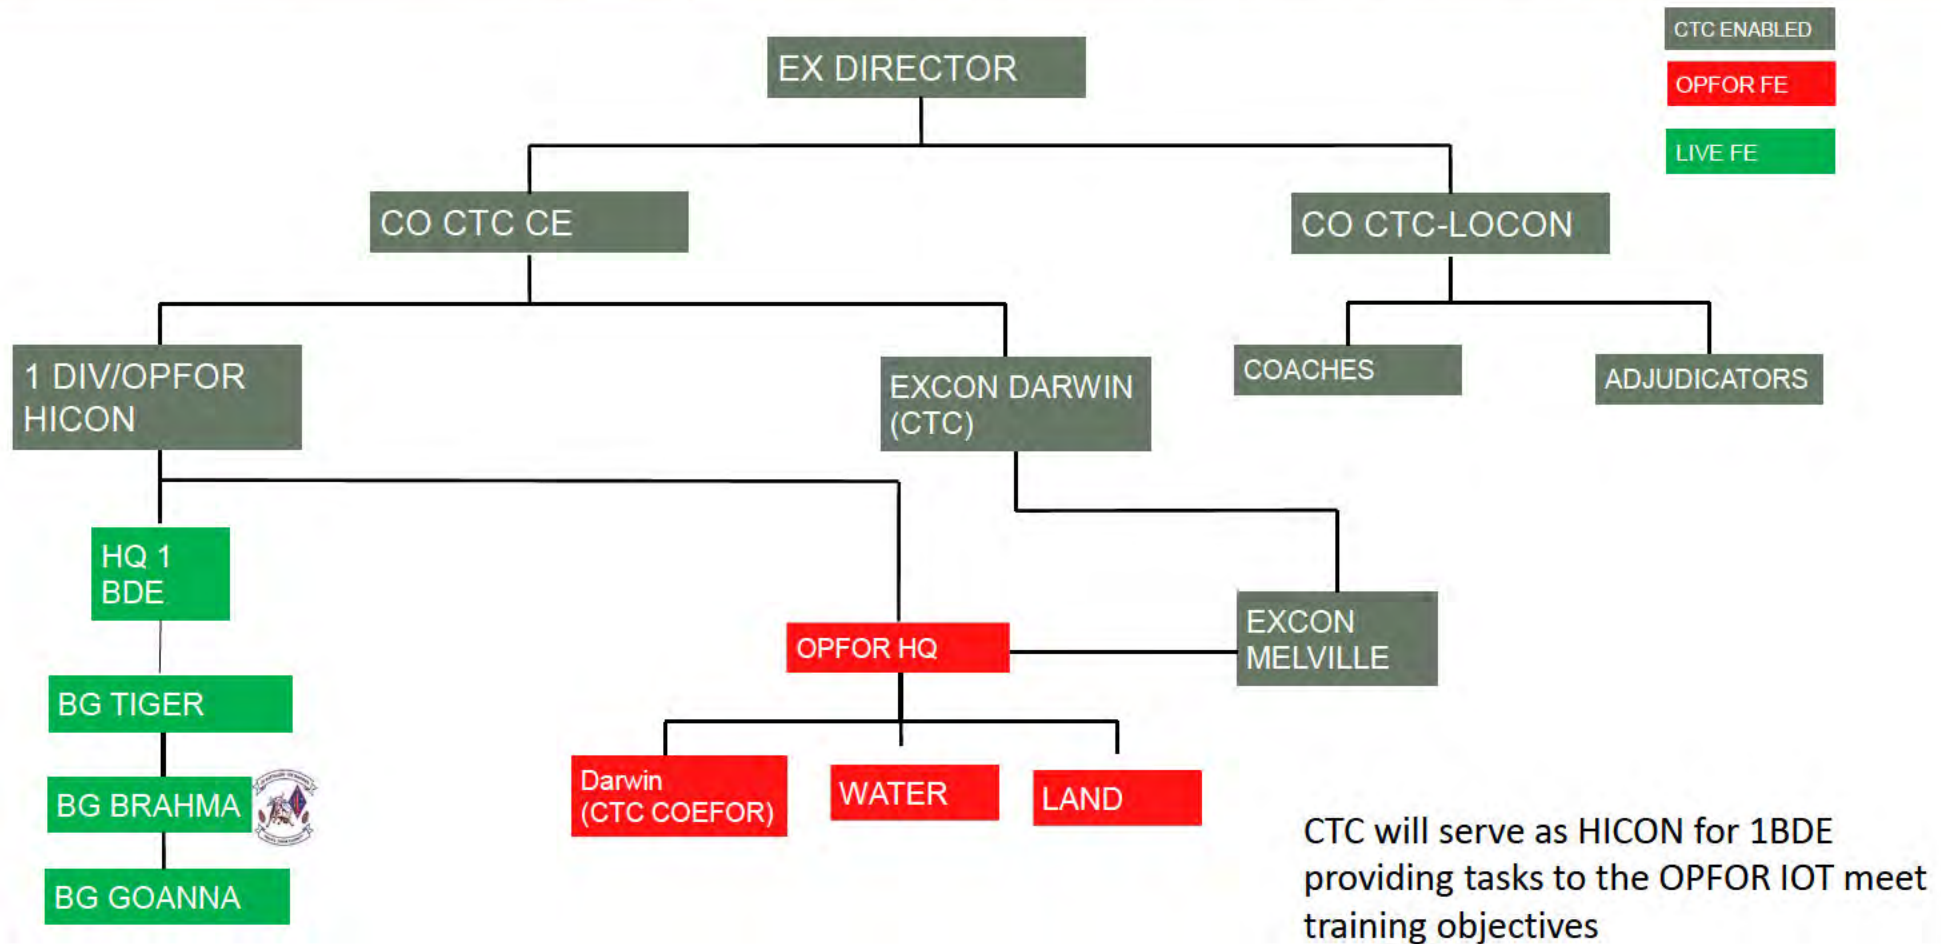 CTC ENABLED
EX DIRECTOR
OPFOR FE
LIVE FE
CO CTC CE
CO CTC-LOCON
1 DIV/OPFOR
HICON
EXCON DARWIN
(CTC)
COACHES
ADJUDICATORS
HQ 1
BDE
OPFOR HQ
EXCON
MELVILLE
BG TIGER
BG BRAHMA
BG GOANNA
Darwin
(CTC COEFOR)
WATER
LAND
CTC will serve as HICON for 1BDE
providing tasks to the OPFOR IOT meet
training objectives